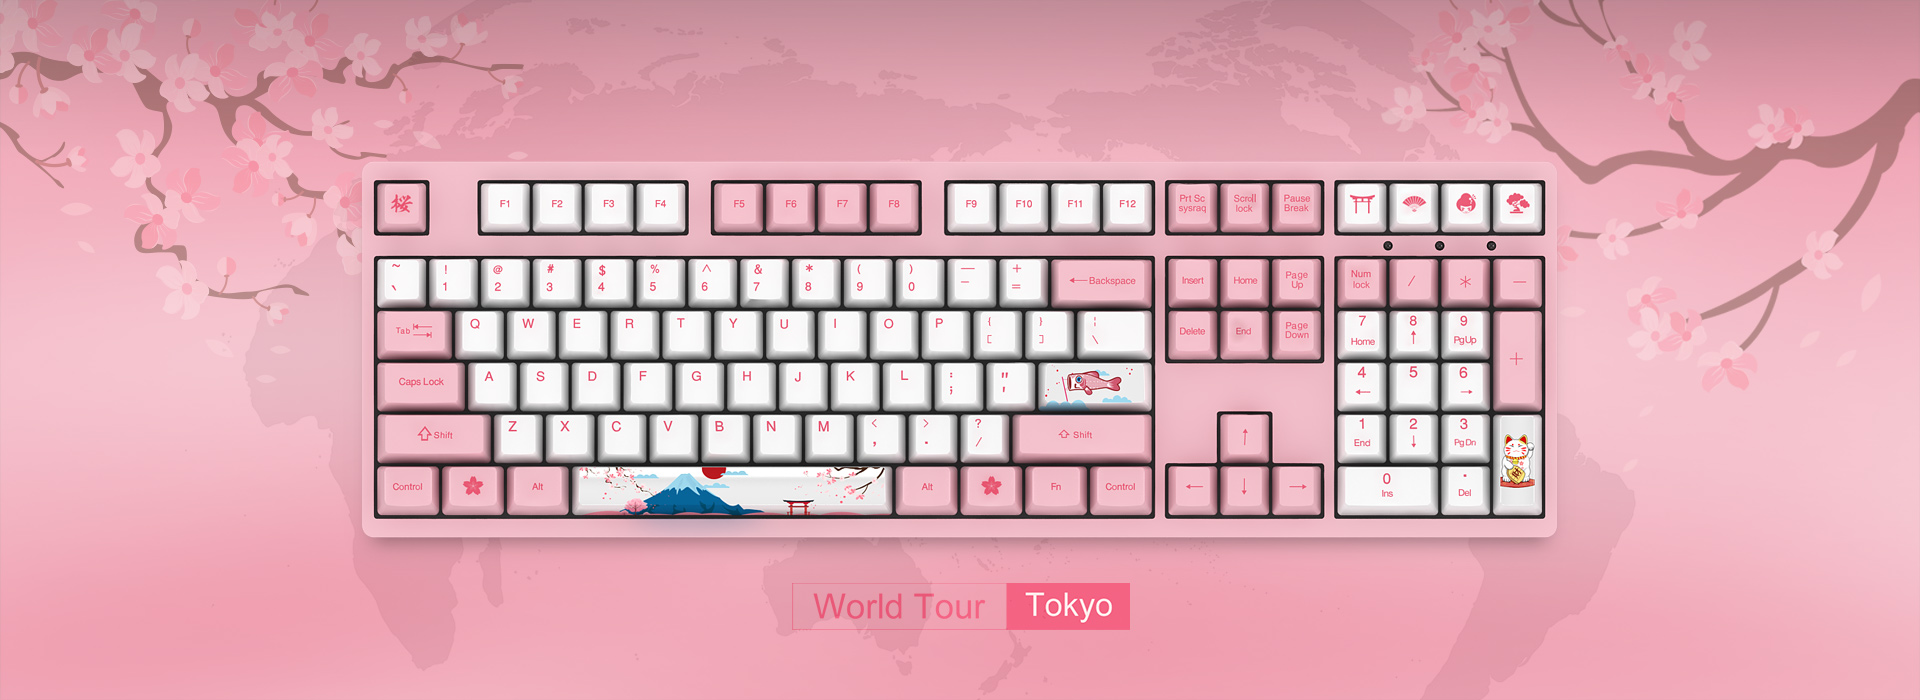 桜 F1 F2 F3 F4 F5 F6 F7 F8 F9 F10 F11 F12 Prt Sc sysraq Scroll lock Pause Break
~ ! @ # $ % ^ & * ( ) — +
、 1 2 3 4 5 6 7 8 9 0 – = ←Backspace Insert Home Page Up Num lock / * —
Tab Q W E R T Y U I O P { [ } ] ¦ \ Delete End Page Down 7 Home 8 ↑ 9 PgUp +
Caps Lock A S D F G H J K L : ; " ' 4 ← 5 6 →
Shift Z X C V B N M < , > . ? / Shift ↑ 1 End 2 ↓ 3 Pg Dn
Control Alt Alt Fn Control ← ↓ → 0 Ins . Del
World Tour Tokyo